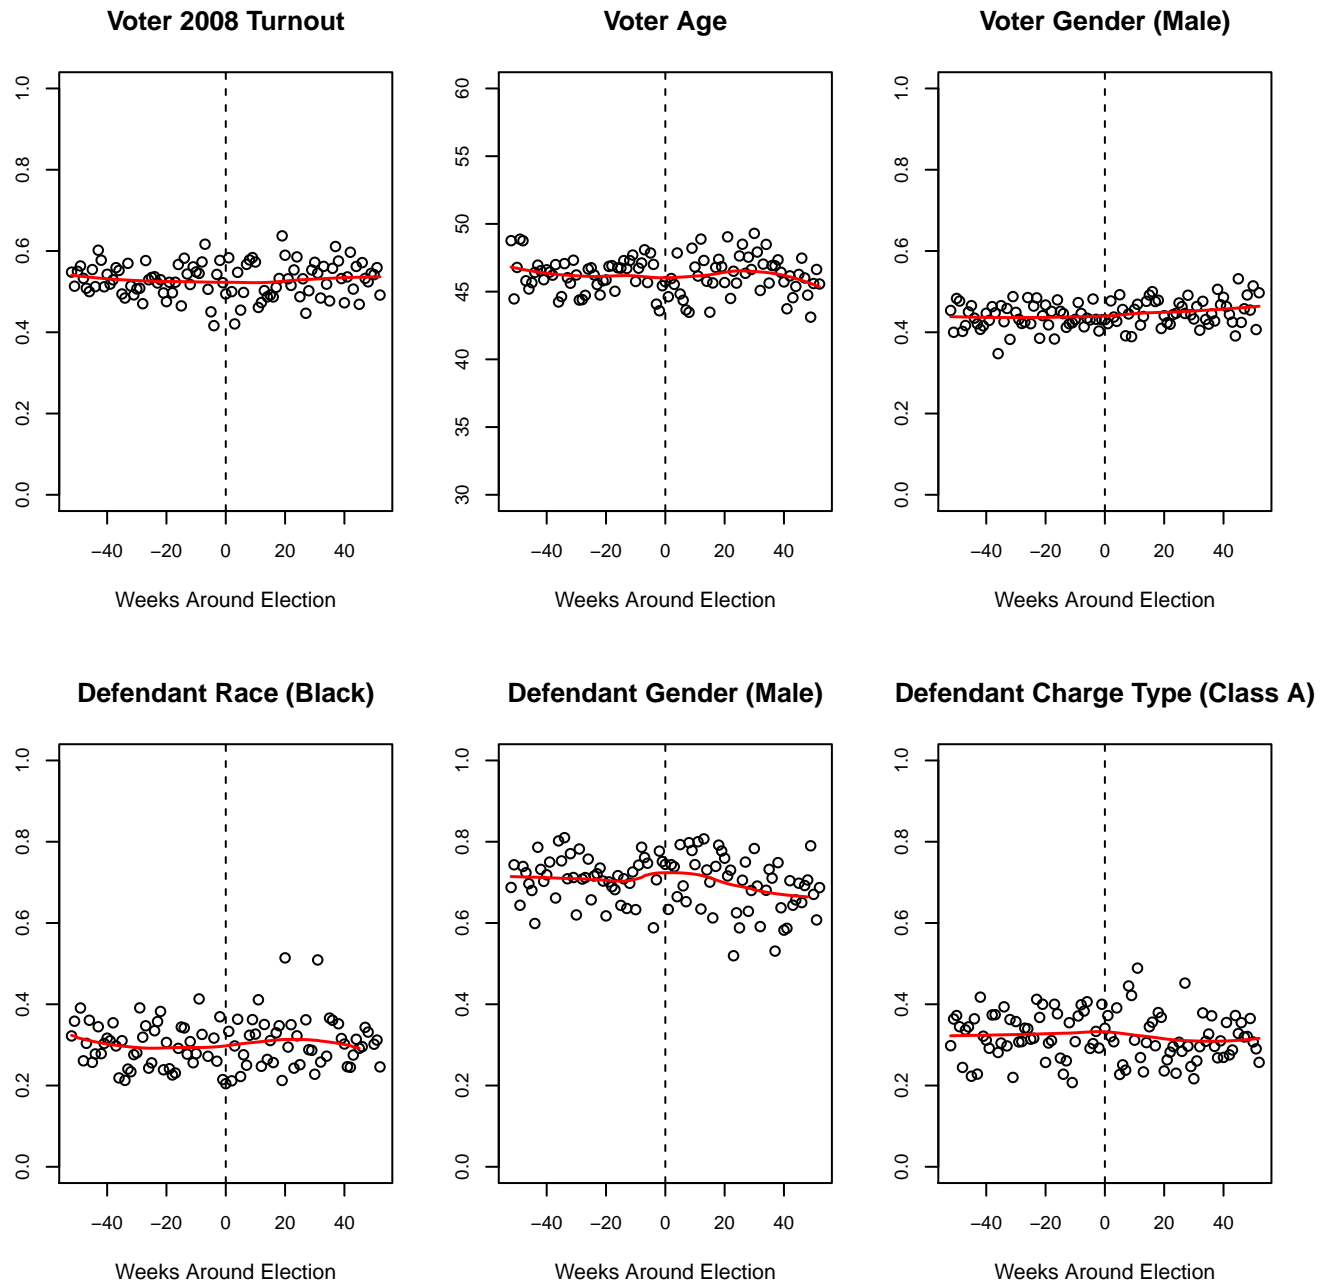 Voter 2008 Turnout
1.0
0.8
0.6
0.4
0.2
0.0
−40 −20 0 20 40
Weeks Around Election
Voter Age
60
55
50
45
40
35
30
−40 −20 0 20 40
Weeks Around Election
Voter Gender (Male)
1.0
0.8
0.6
0.4
0.2
0.0
−40 −20 0 20 40
Weeks Around Election
Defendant Race (Black)
1.0
0.8
0.6
0.4
0.2
0.0
−40 −20 0 20 40
Weeks Around Election
Defendant Gender (Male)
1.0
0.8
0.6
0.4
0.2
0.0
−40 −20 0 20 40
Weeks Around Election
Defendant Charge Type (Class A)
1.0
0.8
0.6
0.4
0.2
0.0
−40 −20 0 20 40
Weeks Around Election